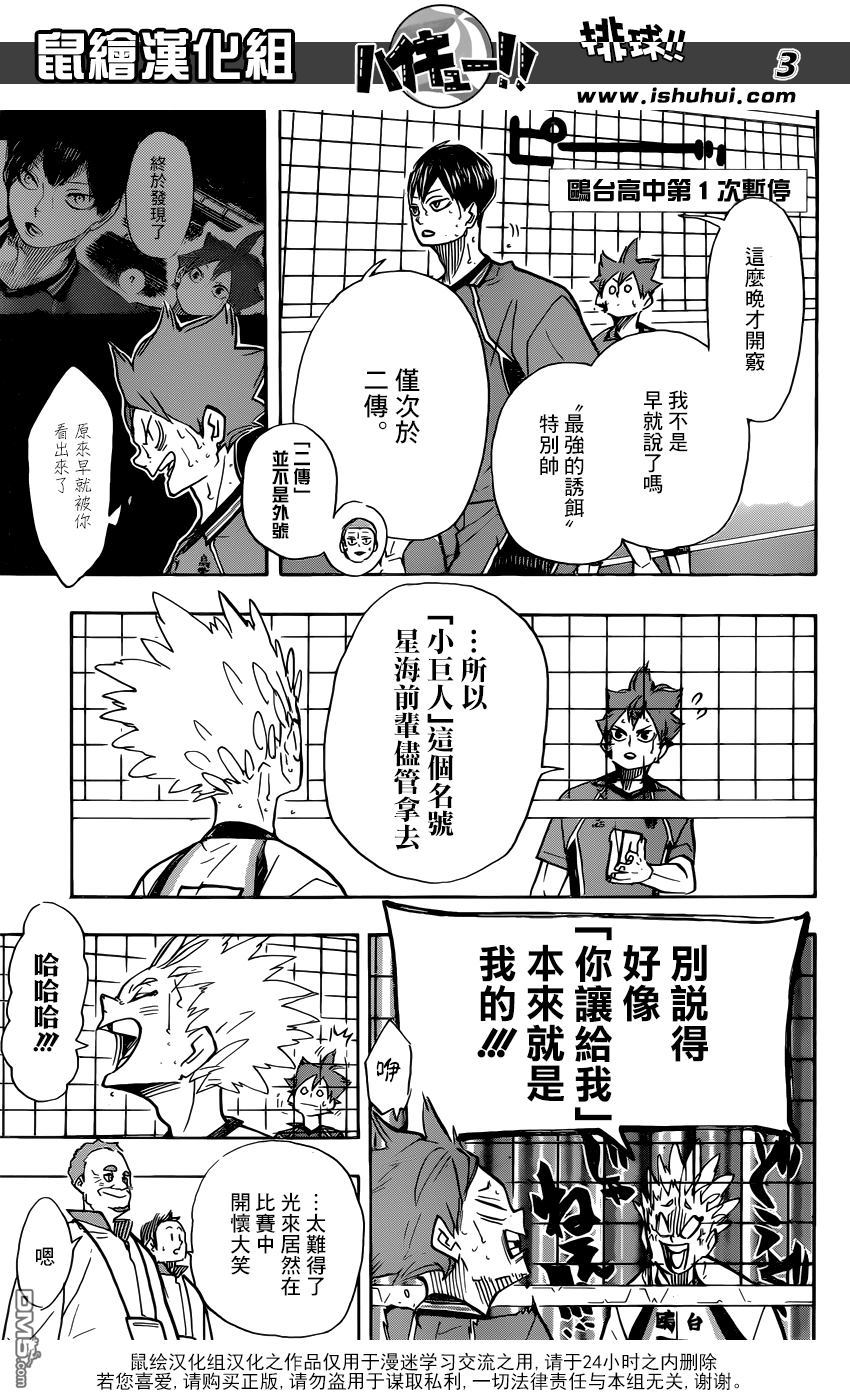 鼠繪漢化組
ハイキュー!!
排球!!
3
www.ishuhui.com
ピー
鷗台高中第1次暫停
這麼晚才開竅
我不是
早就說了嗎
〝最強的誘餌〞
特別帥
僅次於
二傳。
「二傳」
並不是外號
終於發現了
?
原來早就被你
看出來了
…所以
「小巨人」這個名號
星海前輩儘管拿去
別說得
好像
「你讓給我」
本來就是
我的!!!
咿
鷗台
哈哈哈!!!
…太難得了
光來居然在
比賽中
開懷大笑
嗯
DM5.com
鼠绘汉化组汉化之作品仅用于漫迷学习交流之用, 请于24小时之内删除
若您喜爱, 请购买正版, 请勿用于谋取私利, 一切法律责任与本组无关, 谢谢。